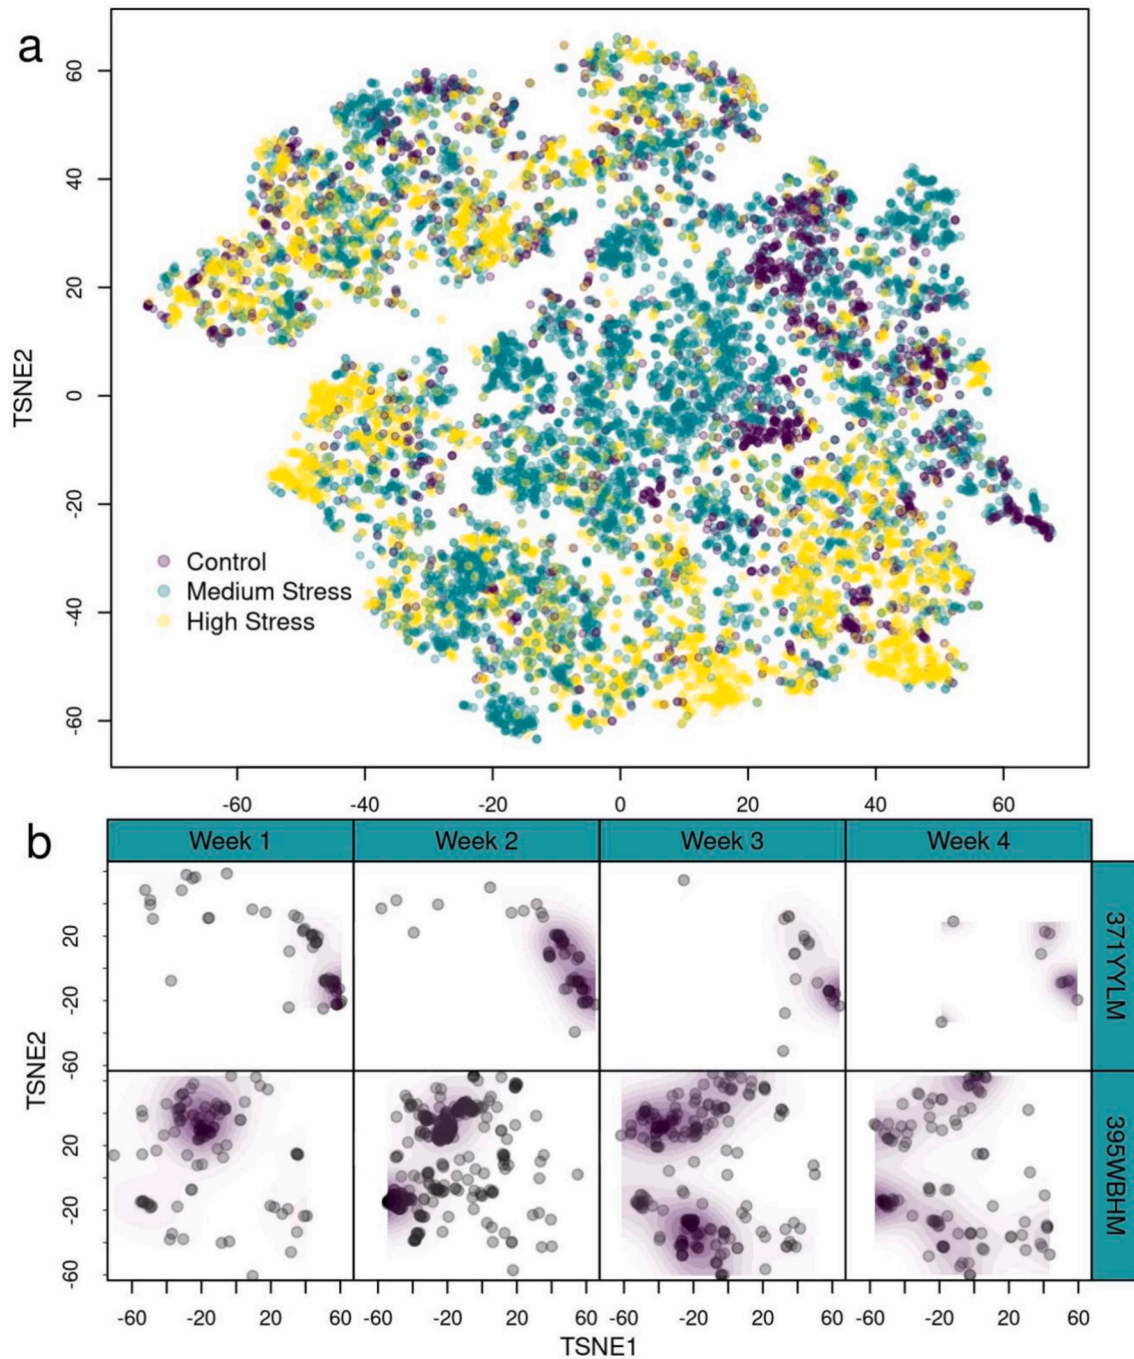 a
60
40
20
0
-20
-40
-60
TSNE2
Control
Medium Stress
High Stress
-60 -40 -20 0 20 40 60
b
Week 1 Week 2 Week 3 Week 4
20
-20
-60
371YYLM
TSNE2
60
20
-20
-60
395WBHM
-60 -20 20 60 -60 -20 20 60 -60 -20 20 60 -60 -20 20 60
TSNE1